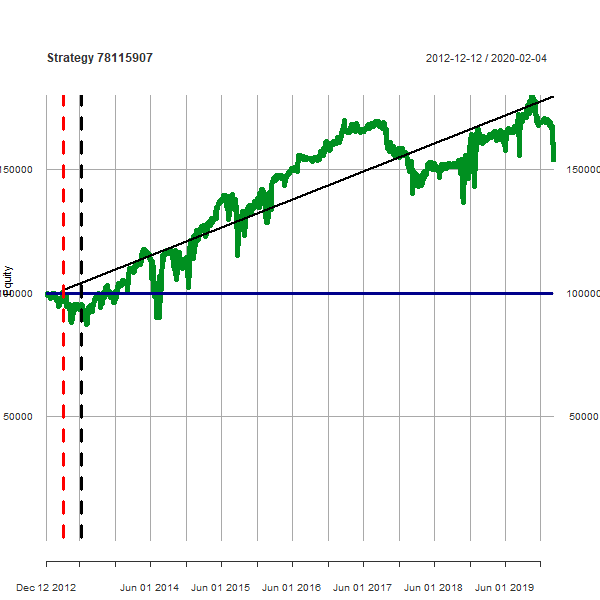 Strategy 78115907
2012-12-12 / 2020-02-04
150000
150000
quity
100000
100000
50000
50000
Dec 12 2012
Jun 01 2014
Jun 01 2015
Jun 01 2016
Jun 01 2017
Jun 01 2018
Jun 01 2019